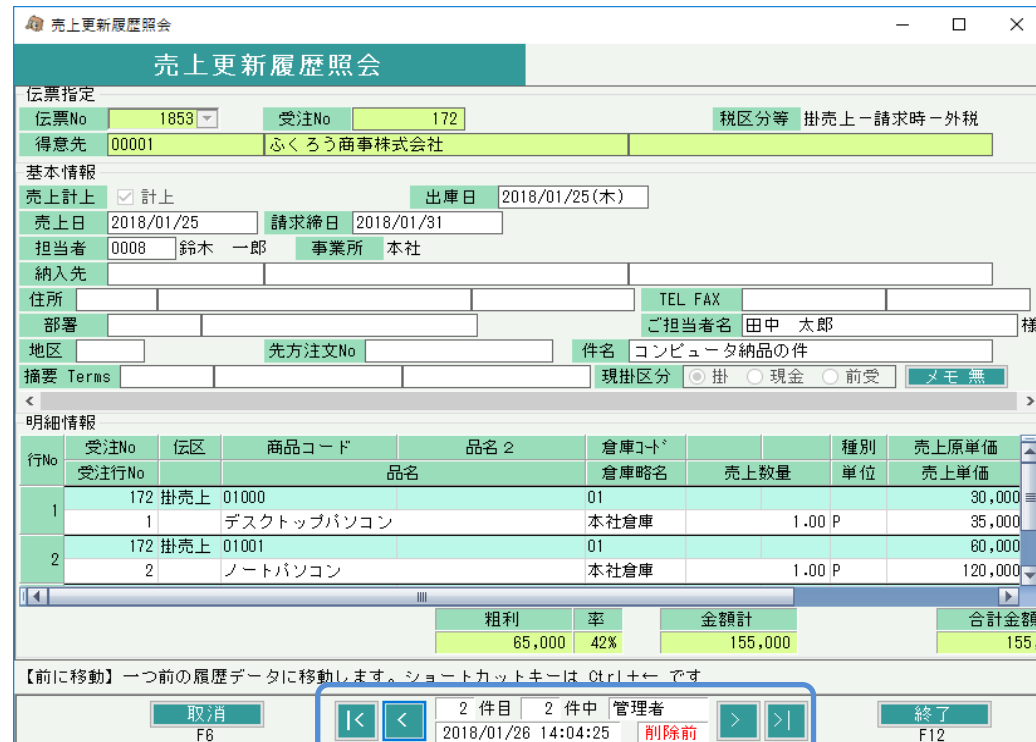 売上更新履歴照会
売上更新履歴照会
伝票指定
伝票No 1853 受注No 172 税区分等 掛売上－請求時－外税
得意先 00001 ふくろう商事株式会社
基本情報
売上計上 計上 出庫日 2018/01/25(木)
売上日 2018/01/25 請求締日 2018/01/31
担当者 0008 鈴木　一郎 事業所 本社
納入先
住所 TEL FAX
部署 ご担当者名 田中　太郎 様
地区 先方注文No 件名 コンピュータ納品の件
摘要 Terms 現掛区分 掛 現金 前受 メモ 無
明細情報
行No 受注No 伝区 商品コード 品名２ 倉庫ｺｰﾄﾞ 種別 売上原単価
受注行No 品名 倉庫略名 売上数量 単位 売上単価
1 172 掛売上 01000 01 30,000
1 デスクトップパソコン 本社倉庫 1.00 P 35,000
2 172 掛売上 01001 01 60,000
2 ノートパソコン 本社倉庫 1.00 P 120,000
粗利 率 金額計 合計金額
65,000 42% 155,000 155,
【前に移動】一つ前の履歴データに移動します。ショートカットキーは Ctrl+← です
取消 F6 |< < 2 件目 2 件中 管理者 > >| 終了 F12
2018/01/26 14:04:25 削除前